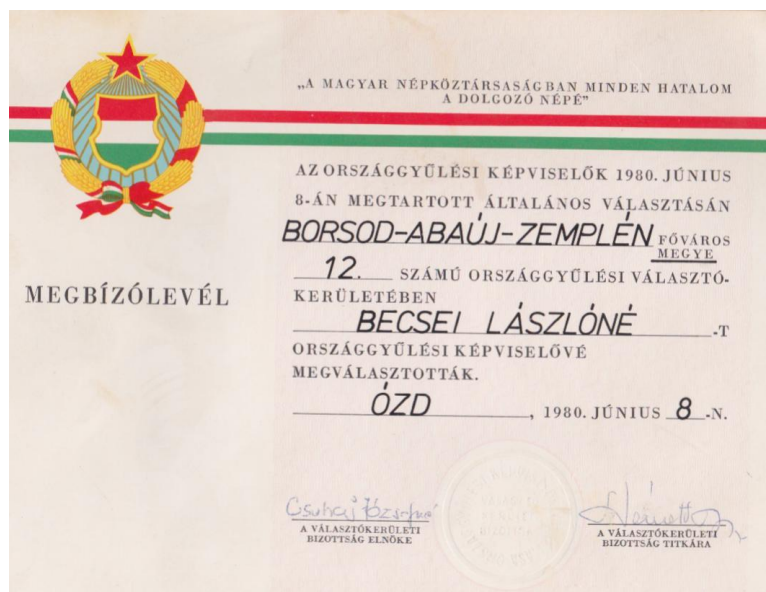 „A MAGYAR NÉPKÖZTÁRSASÁGBAN MINDEN HATALOM
A DOLGOZÓ NÉPÉ”
AZ ORSZÁGGYŰLÉSI KÉPVISELŐK 1980. JÚNIUS
8-ÁN MEGTARTOTT ÁLTALÁNOS VÁLASZTÁSÁN
BORSOD-ABAÚJ-ZEMPLÉN FŐVÁROS
MEGYE
12. SZÁMÚ ORSZÁGGYŰLÉSI VÁLASZTÓ-
KERÜLETÉBEN
MEGBÍZÓLEVÉL
BECSEI LÁSZLÓNÉ -T
ORSZÁGGYŰLÉSI KÉPVISELŐVÉ
MEGVÁLASZTOTTÁK.
ÓZD, 1980. JÚNIUS 8-N.
A VÁLASZTÓKERÜLETI
BIZOTTSÁG ELNÖKE
A VÁLASZTÓKERÜLETI
BIZOTTSÁG TITKÁRA